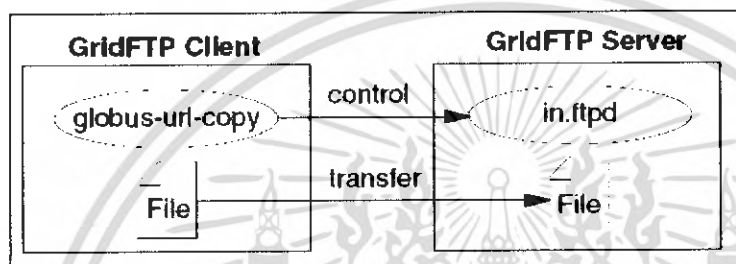 GridFTP Client
GridFTP Server
globus-url-copy
control
in.ftpd
transfer
File
File